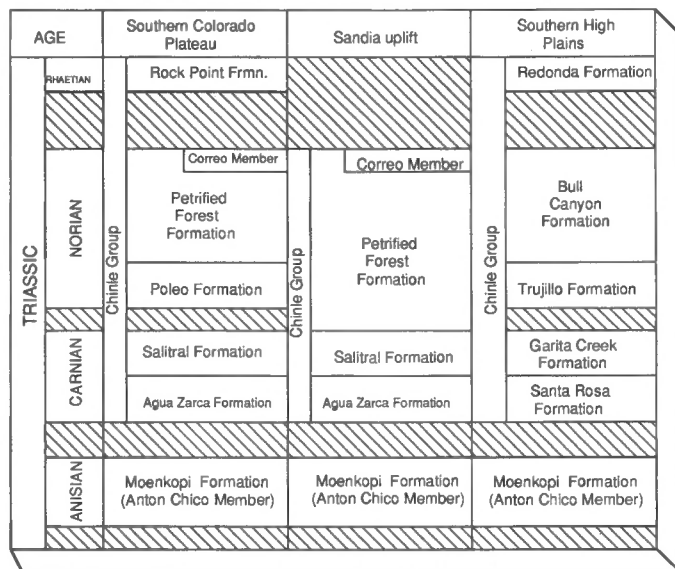 AGE
Southern Colorado
Plateau
Sandia uplift
Southern High
Plains
TRIASSIC
RHAETIAN
NORIAN
CARNIAN
ANISIAN
Chinle Group
Rock Point Frmn.
Correo Member
Petrified
Forest
Formation
Poleo Formation
Salitral Formation
Agua Zarca Formation
Moenkopi Formation
(Anton Chico Member)
Chinle Group
Correo Member
Petrified
Forest
Formation
Salitral Formation
Agua Zarca Formation
Moenkopi Formation
(Anton Chico Member)
Chinle Group
Redonda Formation
Bull
Canyon
Formation
Trujillo Formation
Garita Creek
Formation
Santa Rosa
Formation
Moenkopi Formation
(Anton Chico Member)